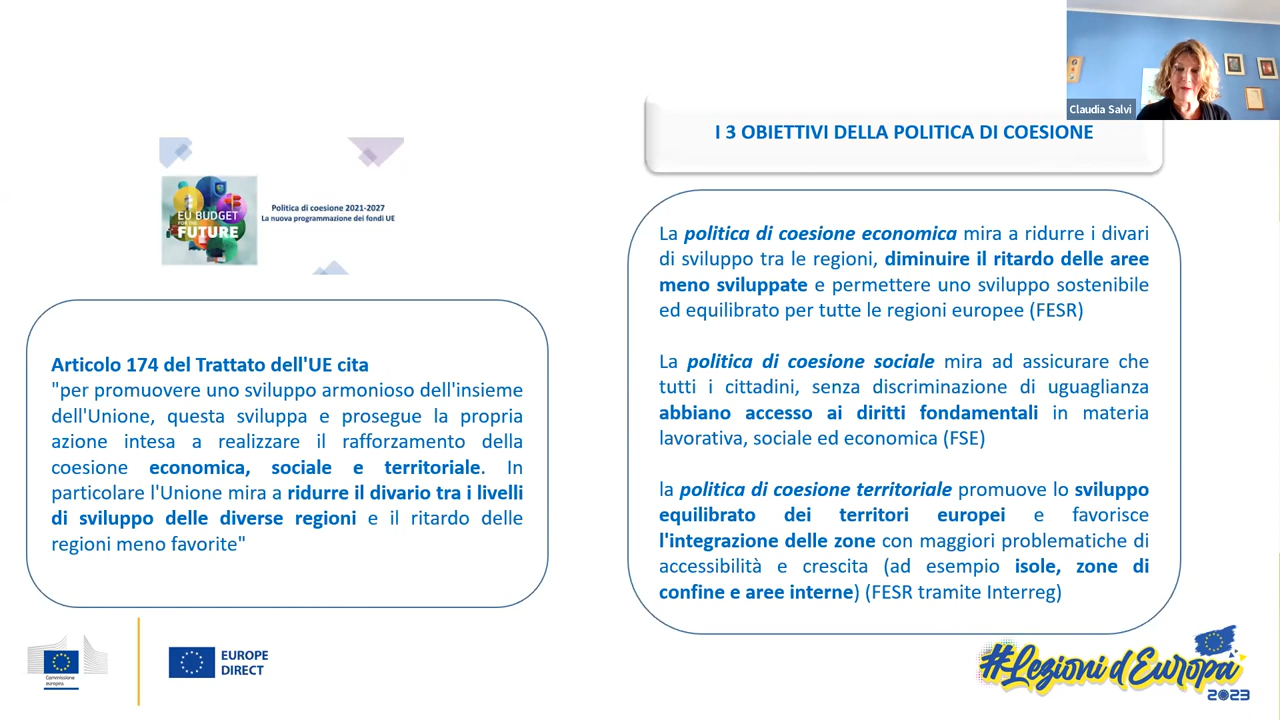 Claudia Salvi
I 3 OBIETTIVI DELLA POLITICA DI COESIONE
EU BUDGET
FOR THE
FUTURE
Politica di coesione 2021-2027
La nuova programmazione dei fondi UE
Articolo 174 del Trattato dell'UE cita
"per promuovere uno sviluppo armonioso dell'insieme
dell'Unione, questa sviluppa e prosegue la propria
azione intesa a realizzare il rafforzamento della
coesione economica, sociale e territoriale. In
particolare l'Unione mira a ridurre il divario tra i livelli
di sviluppo delle diverse regioni e il ritardo delle
regioni meno favorite"
La politica di coesione economica mira a ridurre i divari
di sviluppo tra le regioni, diminuire il ritardo delle aree
meno sviluppate e permettere uno sviluppo sostenibile
ed equilibrato per tutte le regioni europee (FESR)
La politica di coesione sociale mira ad assicurare che
tutti i cittadini, senza discriminazione di uguaglianza
abbiano accesso ai diritti fondamentali in materia
lavorativa, sociale ed economica (FSE)
la politica di coesione territoriale promuove lo sviluppo
equilibrato dei territori europei e favorisce
l'integrazione delle zone con maggiori problematiche di
accessibilità e crescita (ad esempio isole, zone di
confine e aree interne) (FESR tramite Interreg)
Commissione
europea
EUROPE
DIRECT
#Lezioni d'Europa
2023